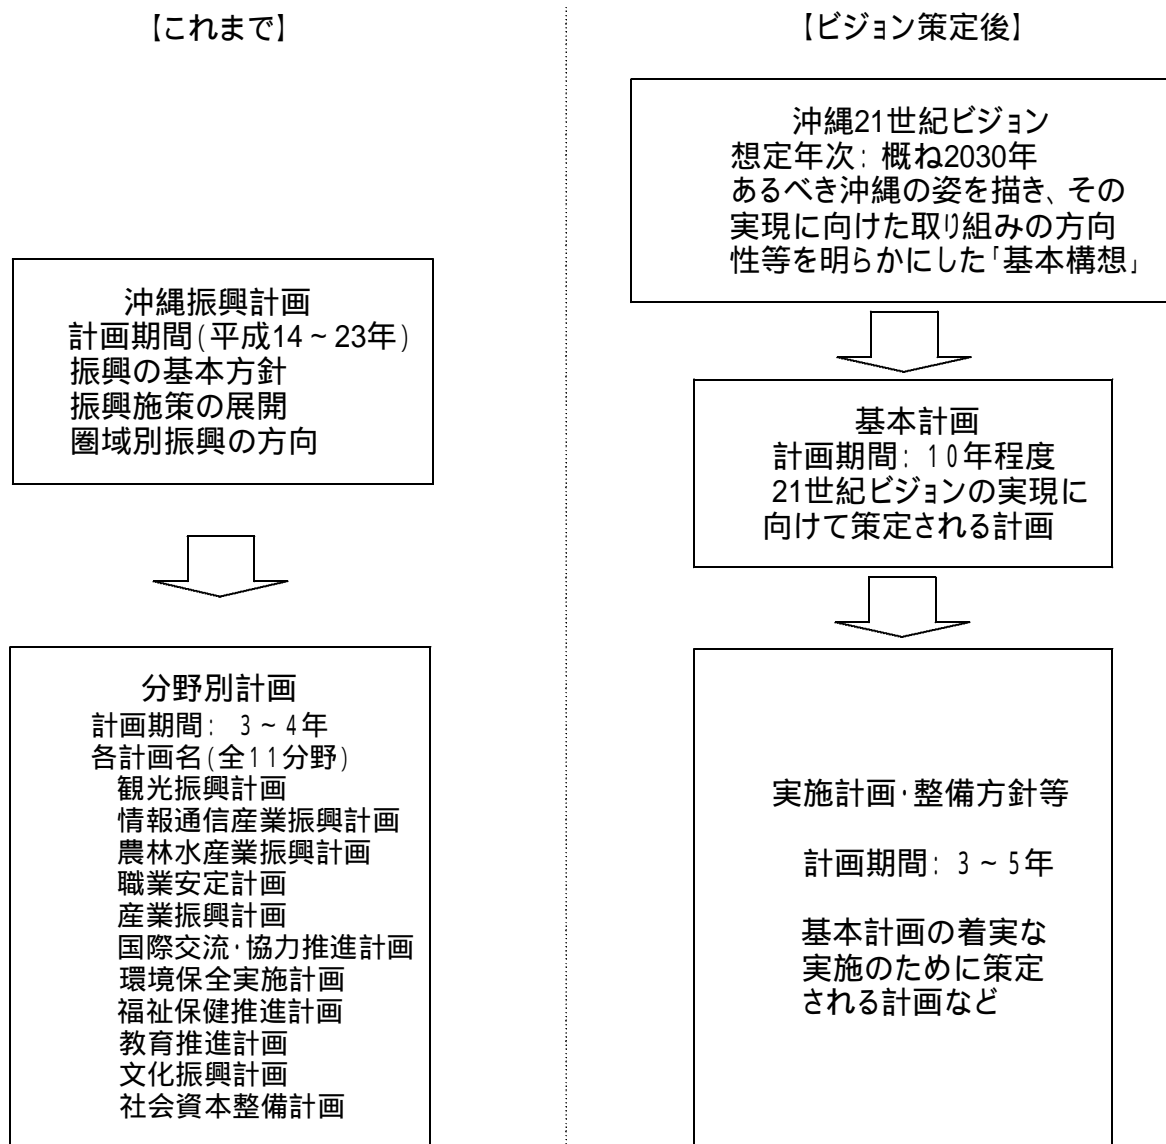 【これまで】
沖縄振興計画
計画期間(平成14~23年)
振興の基本方針
振興施策の展開
圏域別振興の方向
分野別計画
計画期間: 3~4年
各計画名(全11分野)
観光振興計画
情報通信産業振興計画
農林水産業振興計画
職業安定計画
産業振興計画
国際交流・協力推進計画
環境保全実施計画
福祉保健推進計画
教育推進計画
文化振興計画
社会資本整備計画
【ビジョン策定後】
沖縄21世紀ビジョン
想定年次:概ね2030年
あるべき沖縄の姿を描き、その
実現に向けた取り組みの方向
性等を明らかにした「基本構想」
基本計画
計画期間:10年程度
21世紀ビジョンの実現に
向けて策定される計画
実施計画・整備方針等
計画期間:3~5年
基本計画の着実な
実施のために策定
される計画など